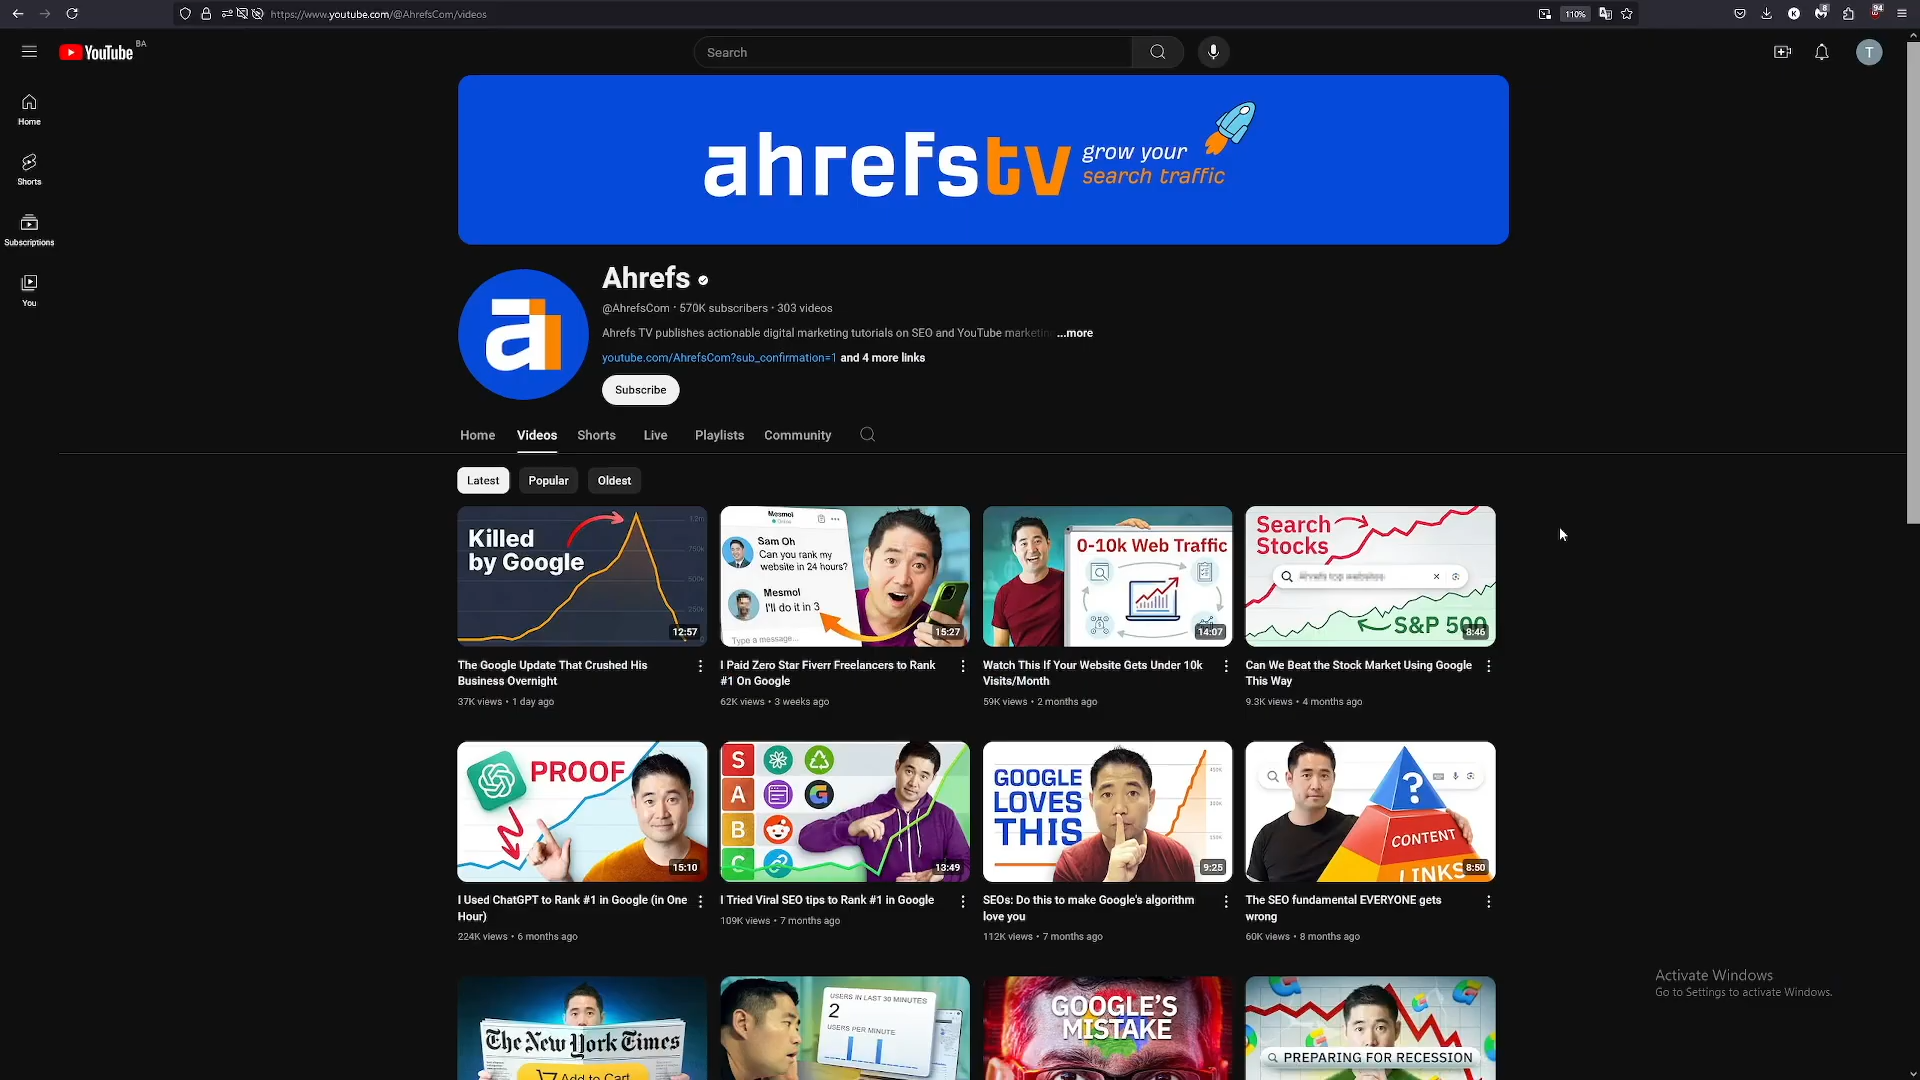 https://www.youtube.com/@AhrefsCom/videos
110%
8
94
YouTube BA
Search
T
Home
Shorts
Subscriptions
You
ahrefstv
grow your
search traffic
a
Ahrefs
@AhrefsCom • 570K subscribers • 303 videos
Ahrefs TV publishes actionable digital marketing tutorials on SEO and YouTube marketin ...more
youtube.com/AhrefsCom?sub_confirmation=1 and 4 more links
Subscribe
Home Videos Shorts Live Playlists Community
Latest Popular Oldest
Killed
by Google
750k
500k
250k
12:57
Mesmol
Online
Sam Oh
Can you rank my
website in 24 hours?
Mesmol
I'll do it in 3
Type a message...
15:27
0-10k Web Traffic
14:07
Search
Stocks
Ahrefs top websites
S&P 500
8:46
The Google Update That Crushed His
Business Overnight
37K views • 1 day ago
I Paid Zero Star Fiverr Freelancers to Rank
#1 On Google
62K views • 3 weeks ago
Watch This If Your Website Gets Under 10k
Visits/Month
59K views • 2 months ago
Can We Beat the Stock Market Using Google
This Way
9.3K views • 4 months ago
PROOF
15:10
S
A
B
C
13:49
GOOGLE
LOVES
THIS
9:25
?
CONTENT
LINKS
8:50
I Used ChatGPT to Rank #1 in Google (in One
Hour)
224K views • 6 months ago
I Tried Viral SEO tips to Rank #1 in Google
109K views • 7 months ago
SEOs: Do this to make Google's algorithm
love you
112K views • 7 months ago
The SEO fundamental EVERYONE gets
wrong
60K views • 8 months ago
The New York Times
Add to Cart
USERS IN LAST 30 MINUTES
2
USERS PER MINUTE
GOOGLE'S
MISTAKE
PREPARING FOR RECESSION
Activate Windows
Go to Settings to activate Windows.